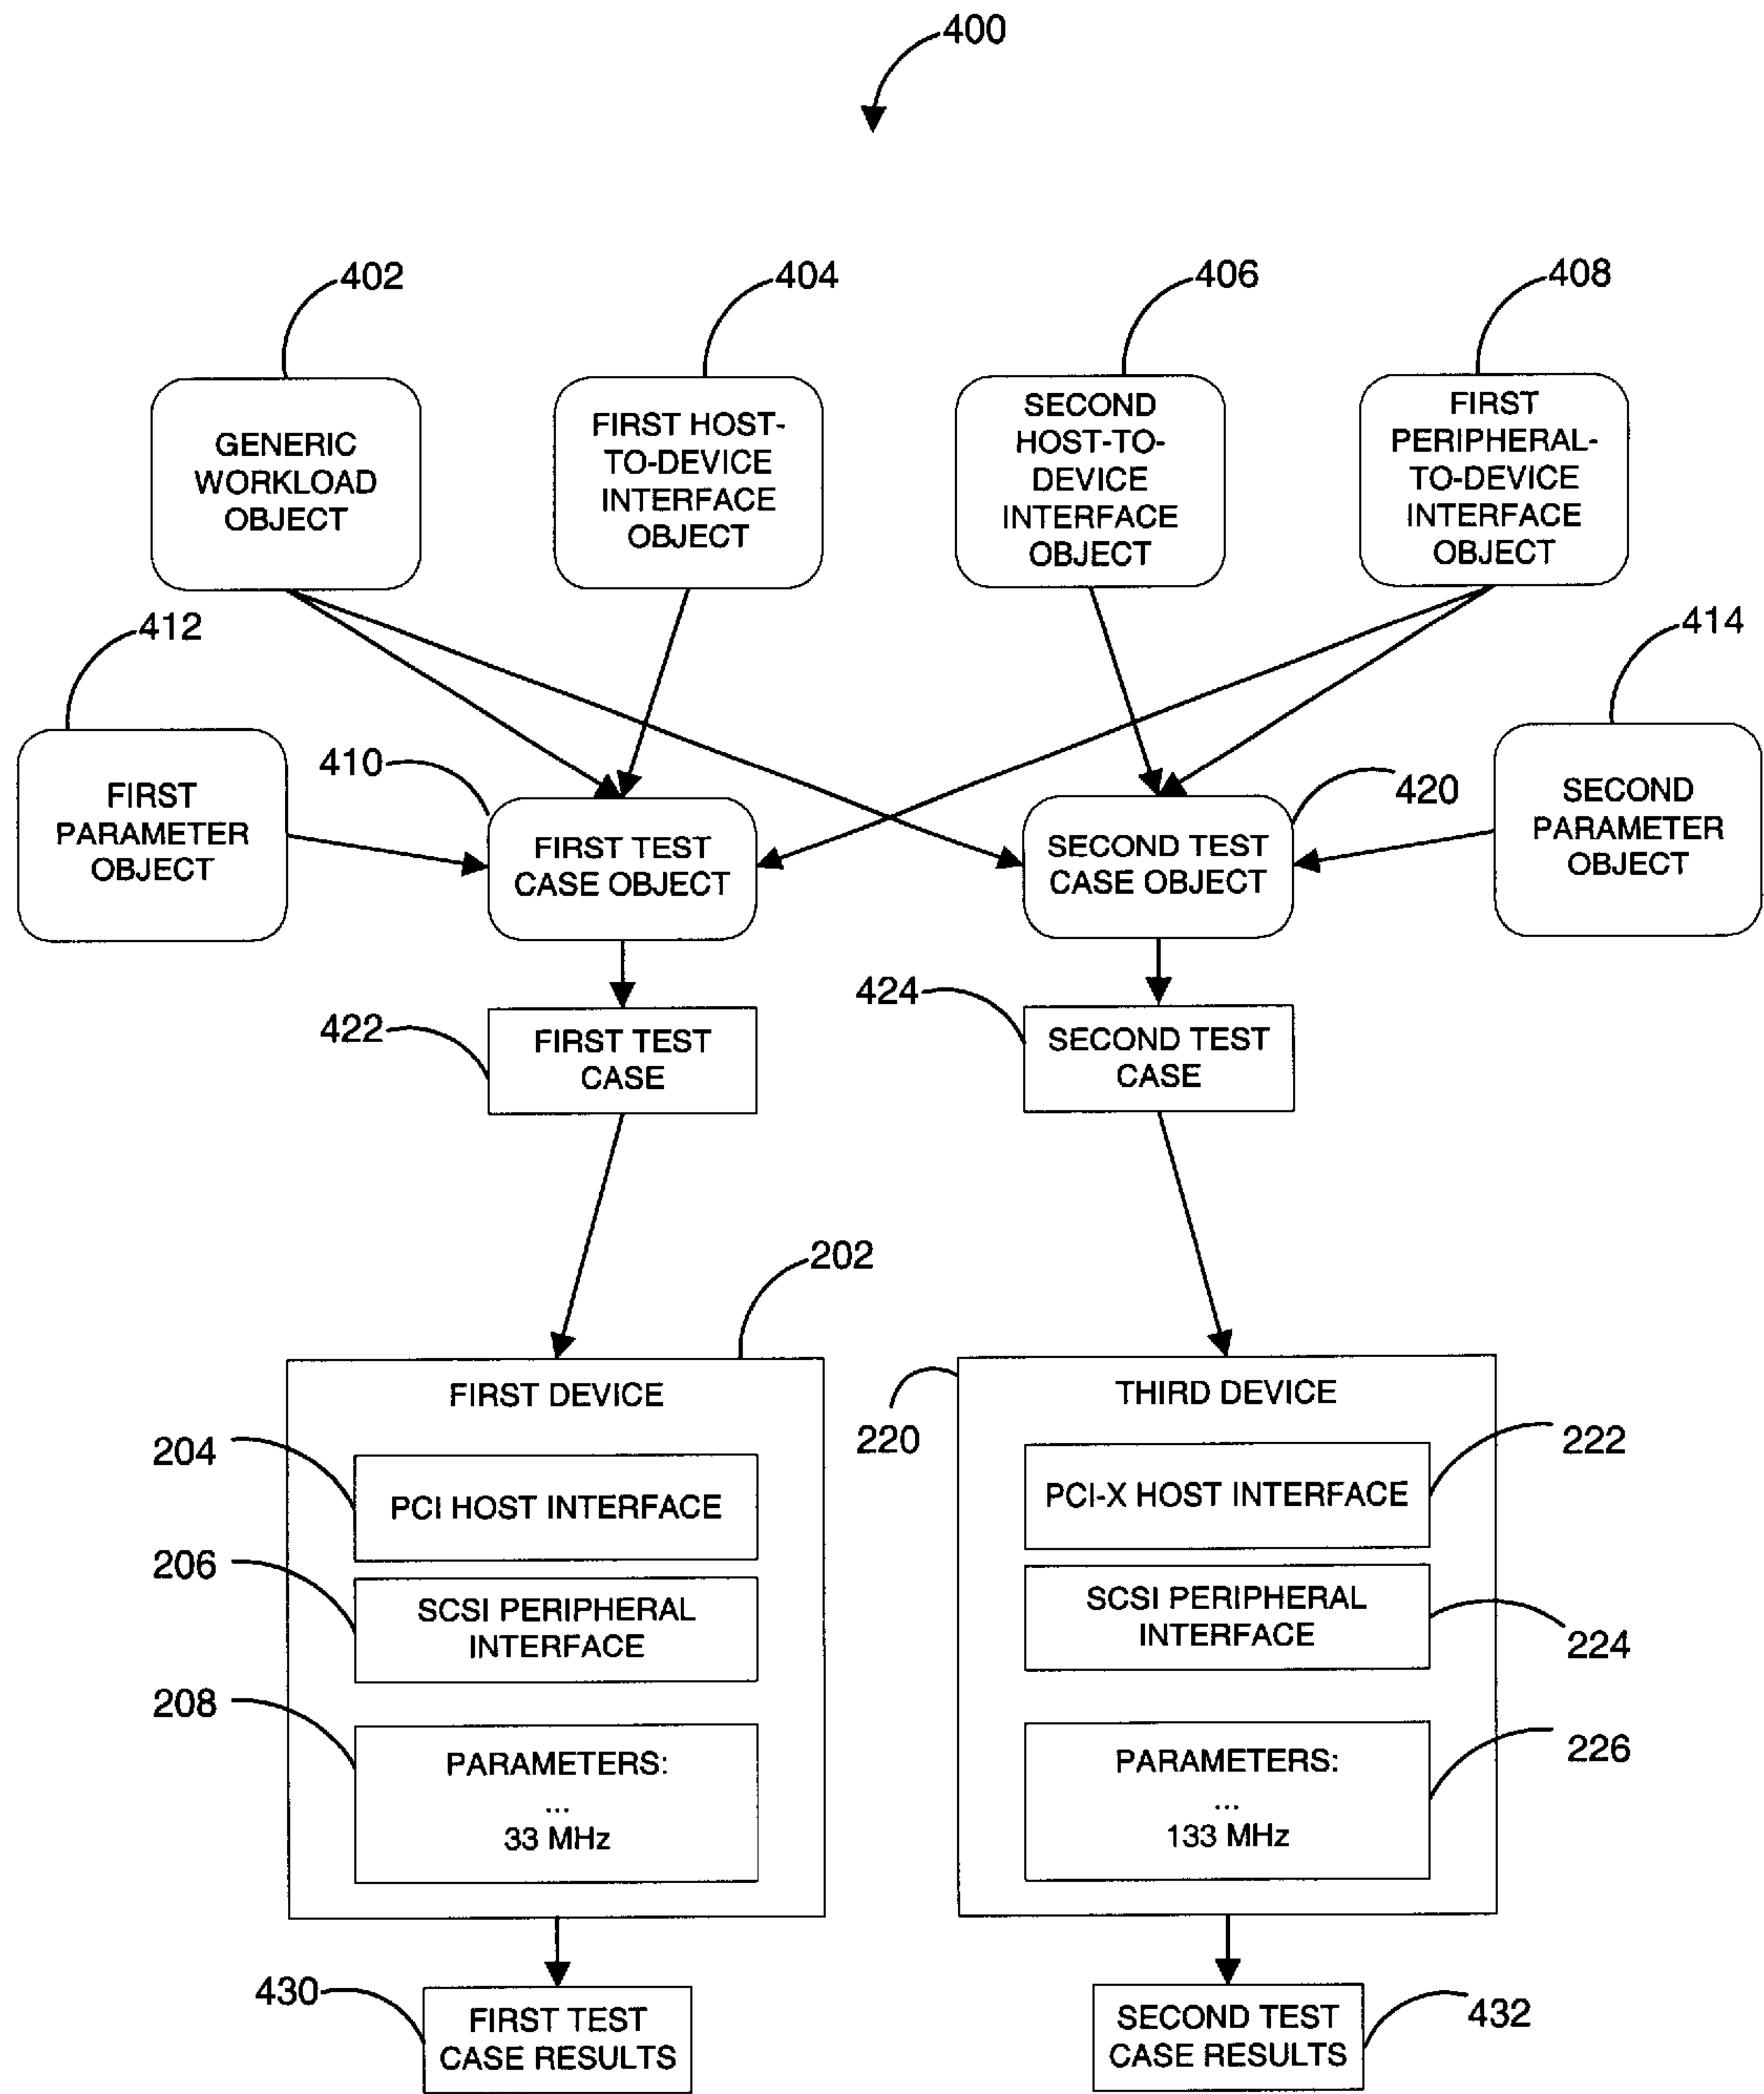 400
402
404
406
408
GENERIC
WORKLOAD
OBJECT
FIRST HOST-
TO-DEVICE
INTERFACE
OBJECT
SECOND
HOST-TO-
DEVICE
INTERFACE
OBJECT
FIRST
PERIPHERAL-
TO-DEVICE
INTERFACE
OBJECT
412
414
FIRST
PARAMETER
OBJECT
410
FIRST TEST
CASE OBJECT
SECOND TEST
CASE OBJECT
420
SECOND
PARAMETER
OBJECT
422
FIRST TEST
CASE
424
SECOND TEST
CASE
202
FIRST DEVICE
204
PCI HOST INTERFACE
206
SCSI PERIPHERAL
INTERFACE
208
PARAMETERS:
...
33 MHz
220
THIRD DEVICE
222
PCI-X HOST INTERFACE
SCSI PERIPHERAL
INTERFACE
224
PARAMETERS:
...
133 MHz
226
430
FIRST TEST
CASE RESULTS
SECOND TEST
CASE RESULTS
432